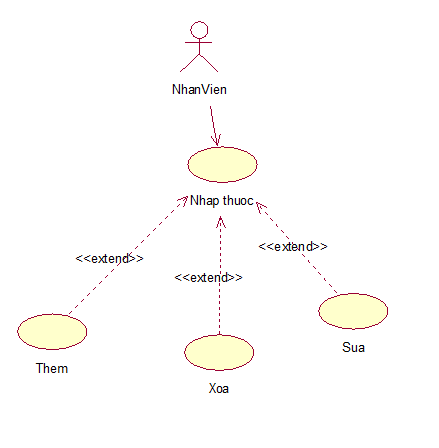 NhanVien
Nhap thuoc
<<extend>>
<<extend>>
<<extend>>
Them
Xoa
Sua